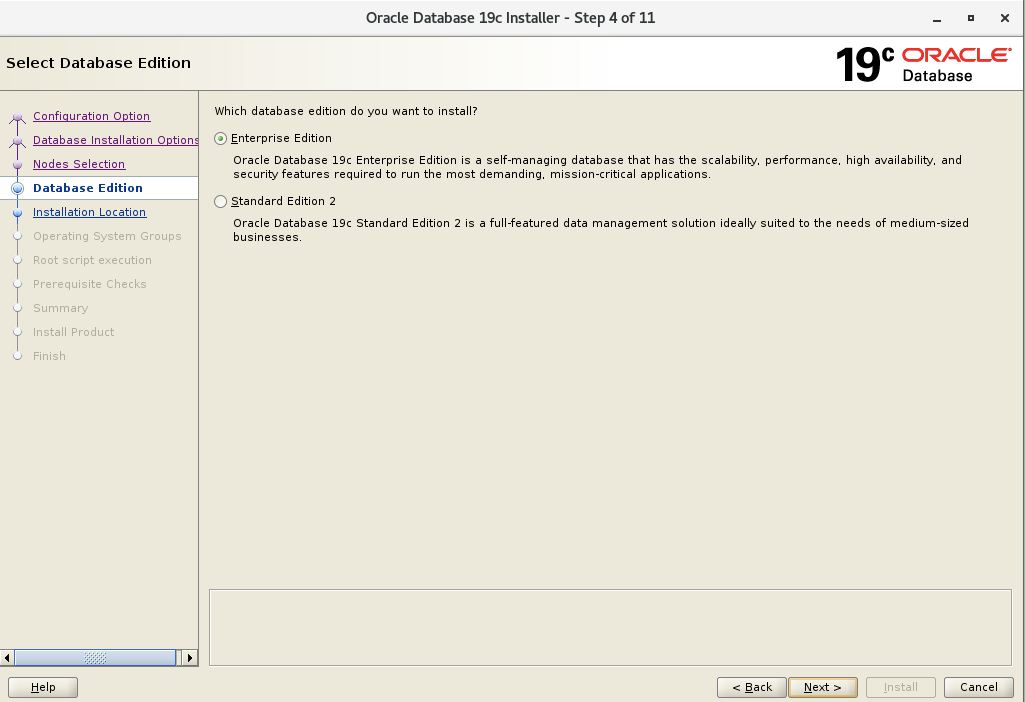 Oracle Database 19c Installer - Step 4 of 11
Select Database Edition
19c ORACLE
Database
Configuration Option
Database Installation Options
Nodes Selection
Database Edition
Installation Location
Operating System Groups
Root script execution
Prerequisite Checks
Summary
Install Product
Finish
Which database edition do you want to install?
Enterprise Edition
Oracle Database 19c Enterprise Edition is a self-managing database that has the scalability, performance, high availability, and
security features required to run the most demanding, mission-critical applications.
Standard Edition 2
Oracle Database 19c Standard Edition 2 is a full-featured data management solution ideally suited to the needs of medium-sized
businesses.
Help
< Back
Next >
Install
Cancel